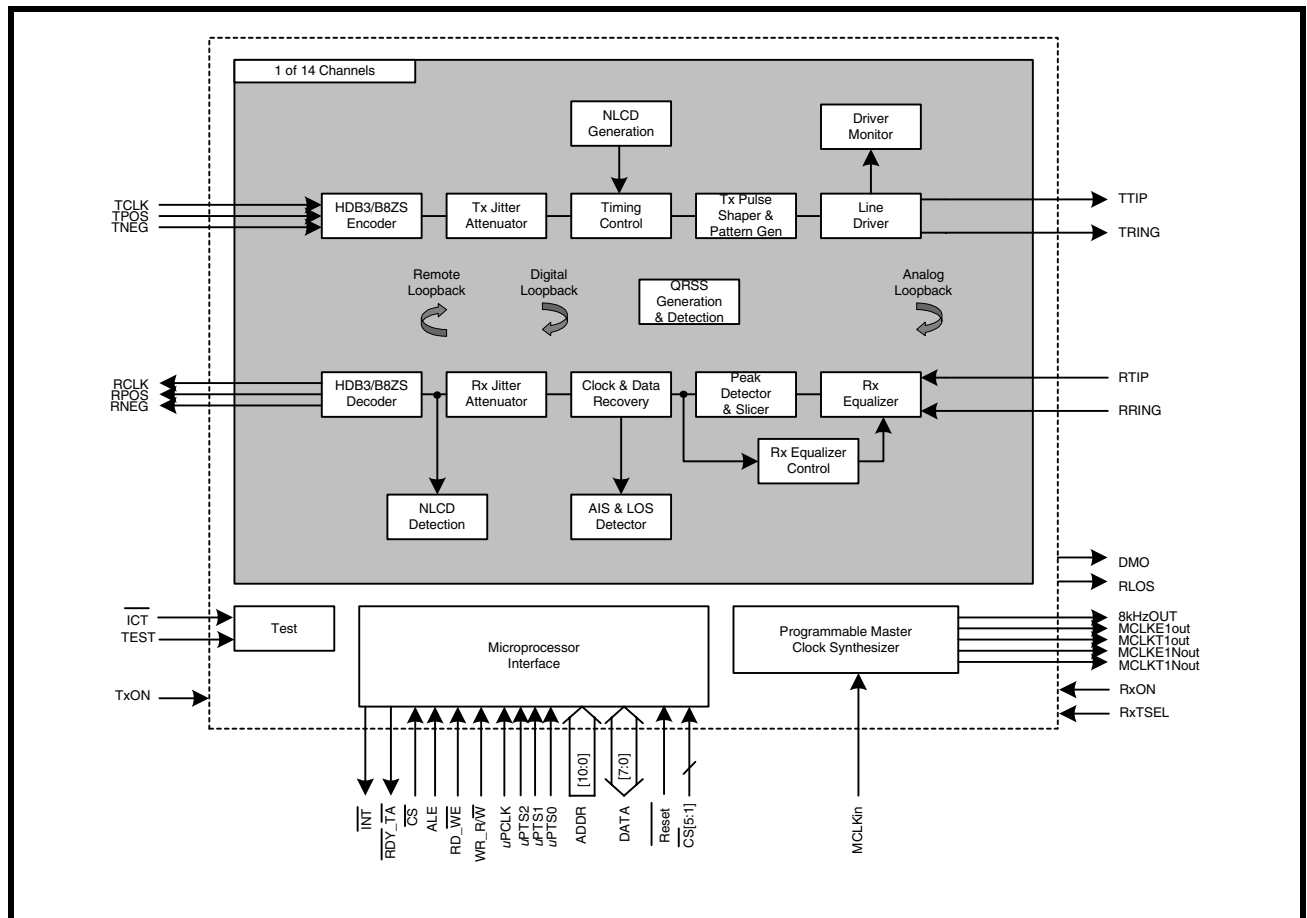 1 of 14 Channels
NLCD
Generation
Driver
Monitor
TCLK
TPOS
TNEG
HDB3/B8ZS
Encoder
Tx Jitter
Attenuator
Timing
Control
Tx Pulse
Shaper &
Pattern Gen
Line
Driver
TTIP
TRING
Remote
Loopback
Digital
Loopback
QRSS
Generation
& Detection
Analog
Loopback
RCLK
RPOS
RNEG
HDB3/B8ZS
Decoder
Rx Jitter
Attenuator
Clock & Data
Recovery
Peak
Detector
& Slicer
Rx
Equalizer
RTIP
RRING
Rx Equalizer
Control
NLCD
Detection
AIS & LOS
Detector
DMO
RLOS
ICT
TEST
Test
Microprocessor
Interface
Programmable Master
Clock Synthesizer
8kHzOUT
MCLKE1out
MCLKT1out
MCLKE1Nout
MCLKT1Nout
TxON
RxON
RxTSEL
[10:0]
[7:0]
INT
RDY_TA
CS
ALE
RD_WE
WR_R/W
uPCLK
uPTS2
uPTS1
uPTS0
ADDR
DATA
Reset
CS[5:1]
MCLKin